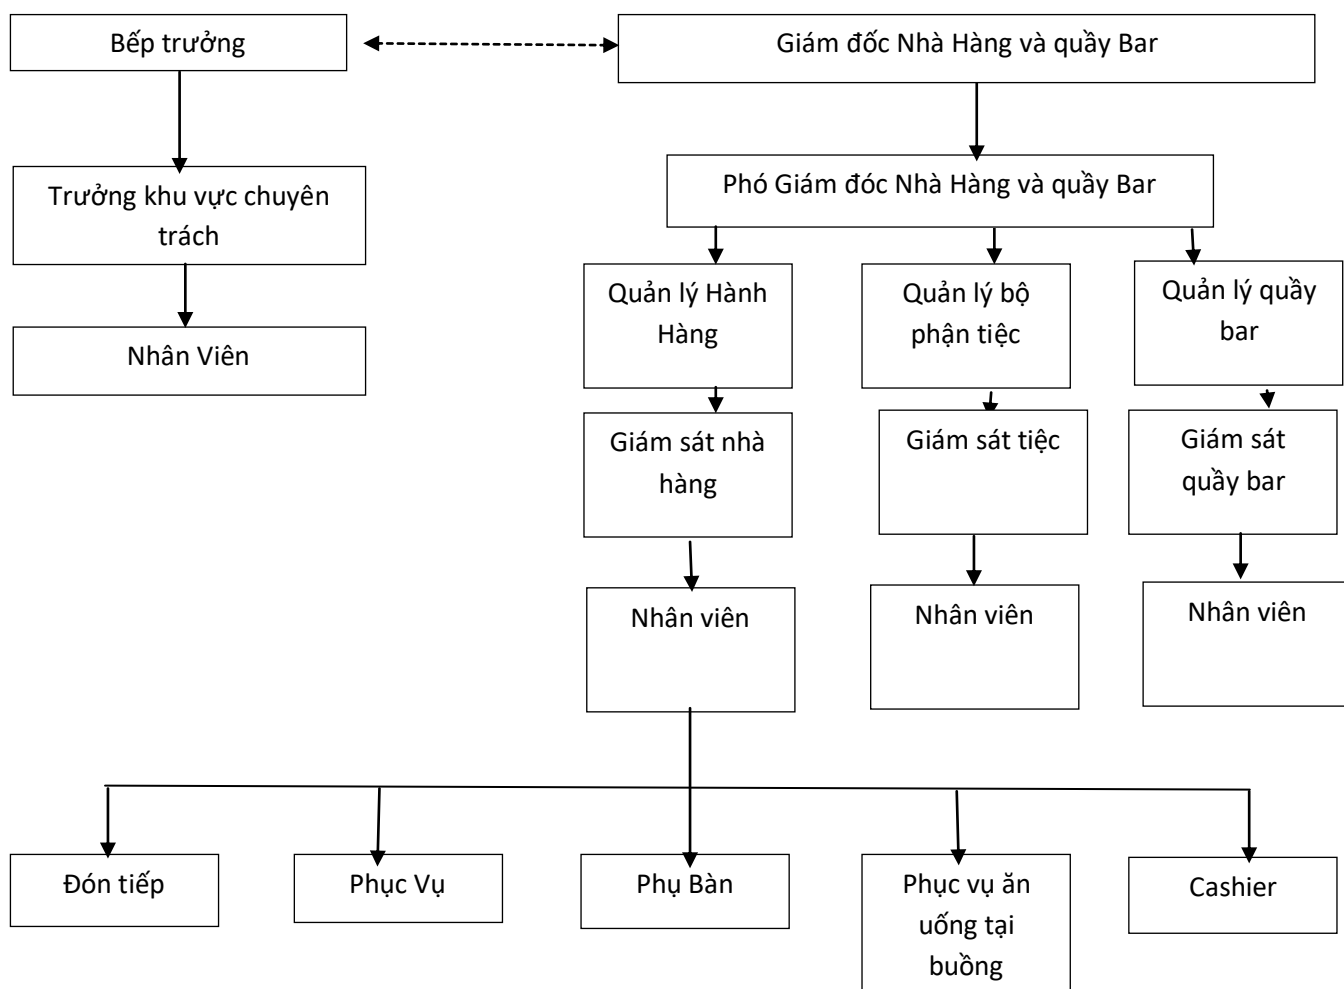 Bếp trưởng
Giám đốc Nhà Hàng và quầy Bar
Trưởng khu vực chuyên
trách
Phó Giám đóc Nhà Hàng và quầy Bar
Nhân Viên
Quản lý Hành
Hàng
Quản lý bộ
phận tiệc
Quản lý quầy
bar
Giám sát nhà
hàng
Giám sát tiệc
Giám sát
quầy bar
Nhân viên
Nhân viên
Nhân viên
Đón tiếp
Phục Vụ
Phụ Bàn
Phục vụ ăn
uống tại
buồng
Cashier